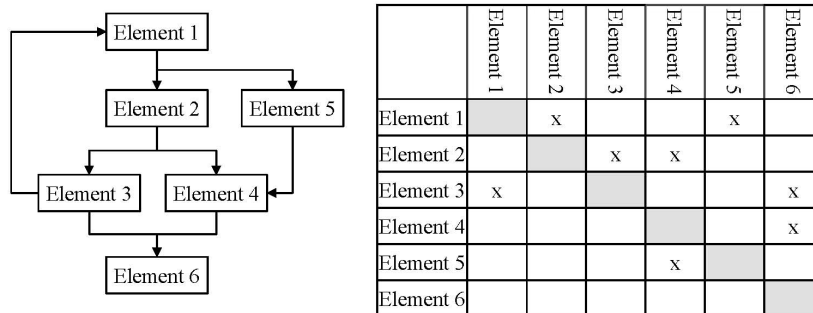 Element 1
Element 2
Element 5
Element 3
Element 4
Element 6
Element 1
Element 2
Element 3
Element 4
Element 5
Element 6
Element 1 x x
Element 2 x x
Element 3 x x
Element 4 x
Element 5 x
Element 6